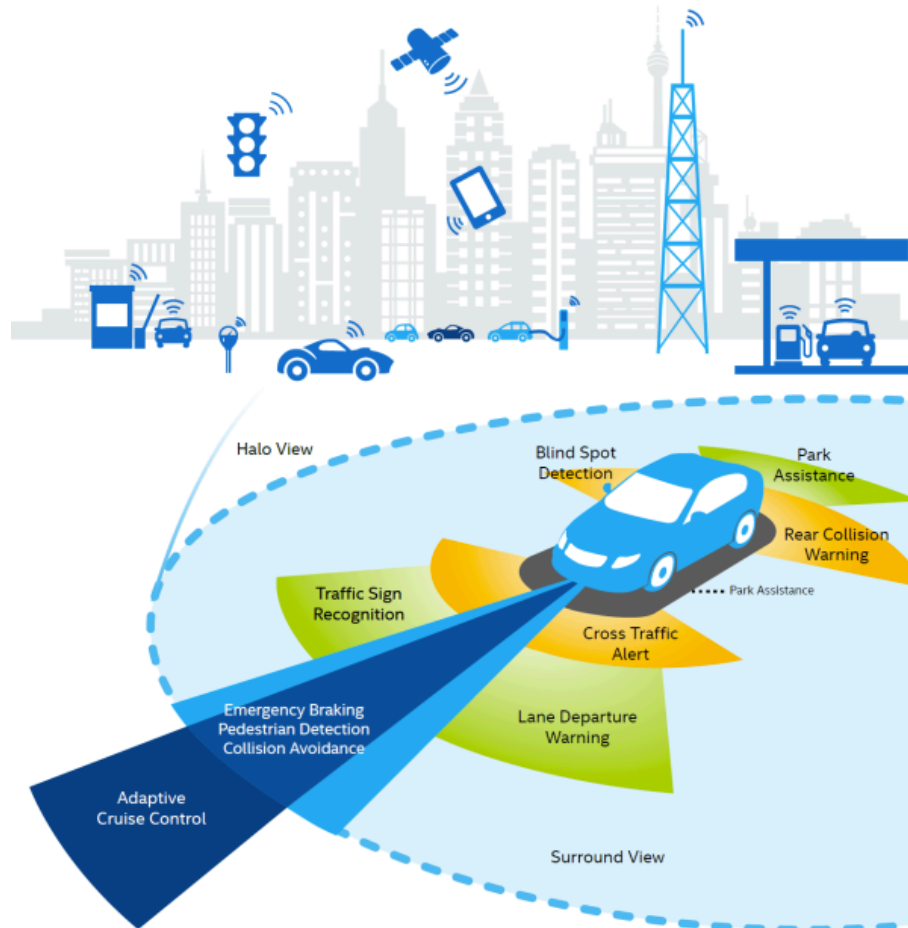 Halo View
Blind Spot
Detection
Park
Assistance
Rear Collision
Warning
Park Assistance
Traffic Sign
Recognition
Cross Traffic
Alert
Emergency Braking
Pedestrian Detection
Collision Avoidance
Lane Departure
Warning
Adaptive
Cruise Control
Surround View